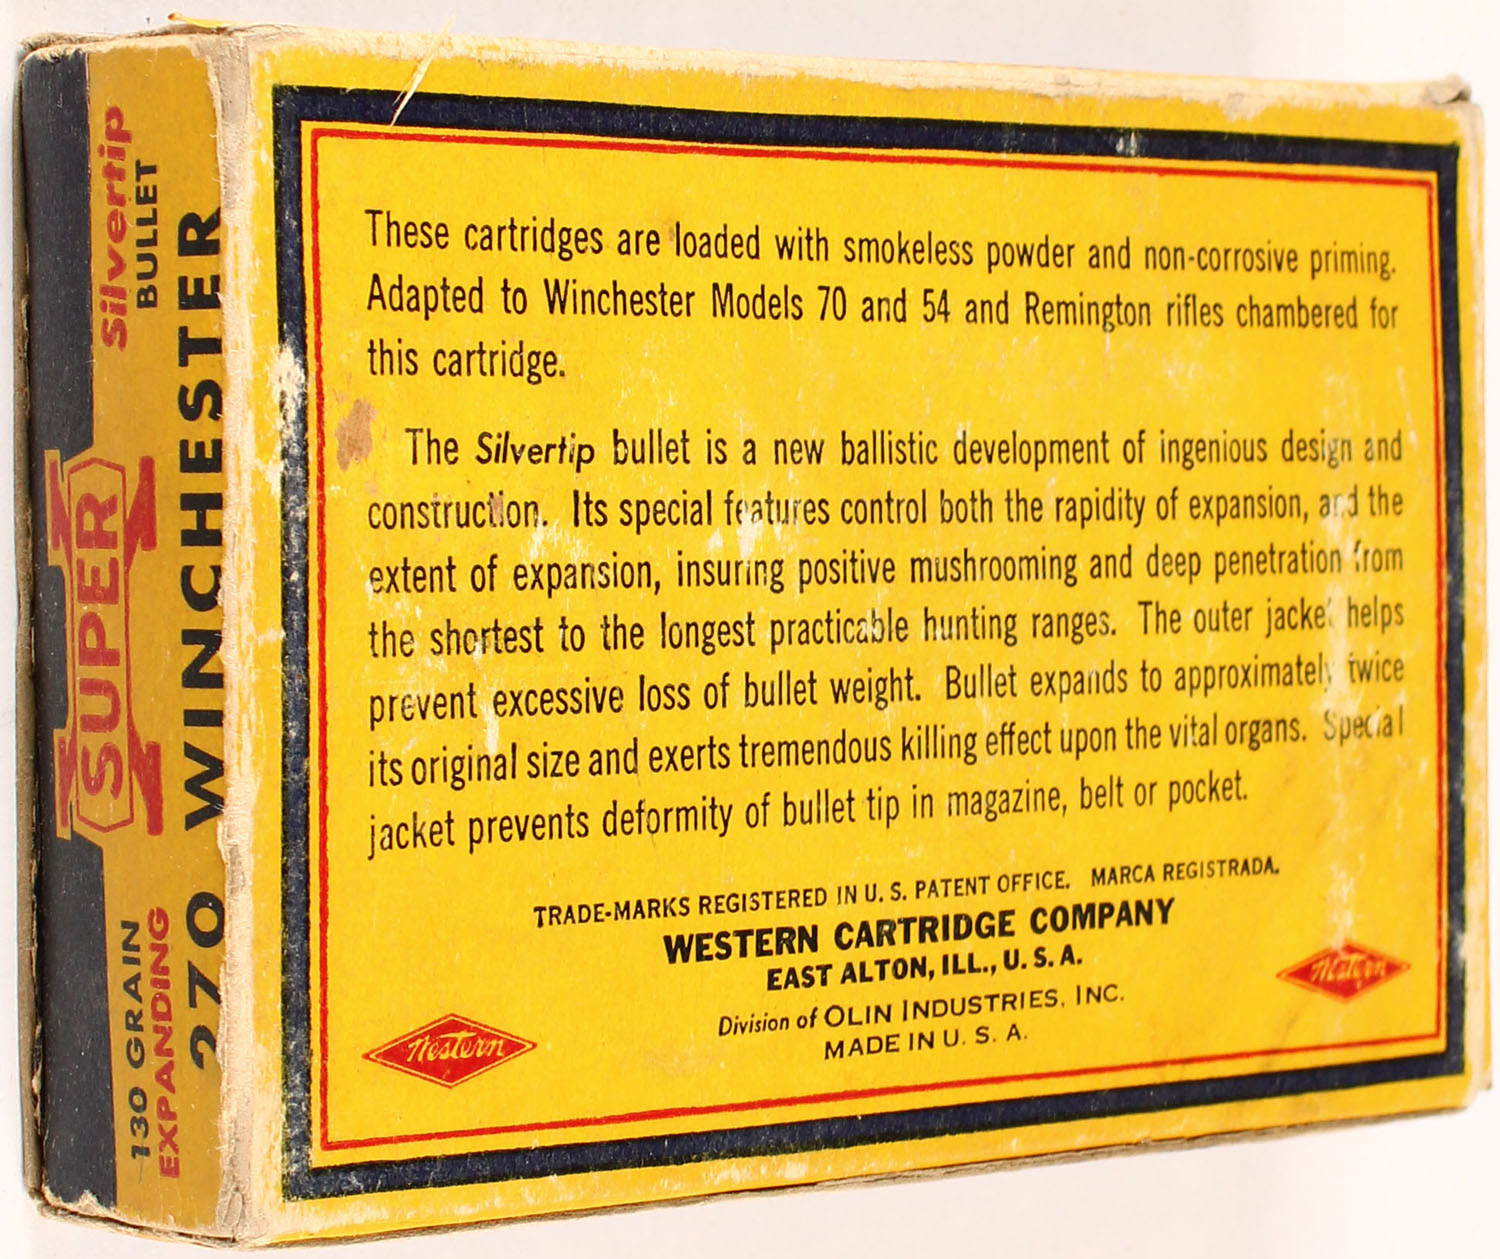 Silvertip
BULLET
SUPER
X
130 GRAIN
EXPANDING
270 WINCHESTER
These cartridges are loaded with smokeless powder and non-corrosive priming.
Adapted to Winchester Models 70 and 54 and Remington rifles chambered for
this cartridge.
The Silvertip bullet is a new ballistic development of ingenious design and
construction. Its special features control both the rapidity of expansion, and the
extent of expansion, insuring positive mushrooming and deep penetration from
the shortest to the longest practicable hunting ranges. The outer jacket helps
prevent excessive loss of bullet weight. Bullet expands to approximately twice
its original size and exerts tremendous killing effect upon the vital organs. Special
jacket prevents deformity of bullet tip in magazine, belt or pocket.
TRADE-MARKS REGISTERED IN U. S. PATENT OFFICE. MARCA REGISTRADA.
WESTERN CARTRIDGE COMPANY
EAST ALTON, ILL., U. S. A.
Division of OLIN INDUSTRIES, INC.
MADE IN U. S. A.
Western
Western